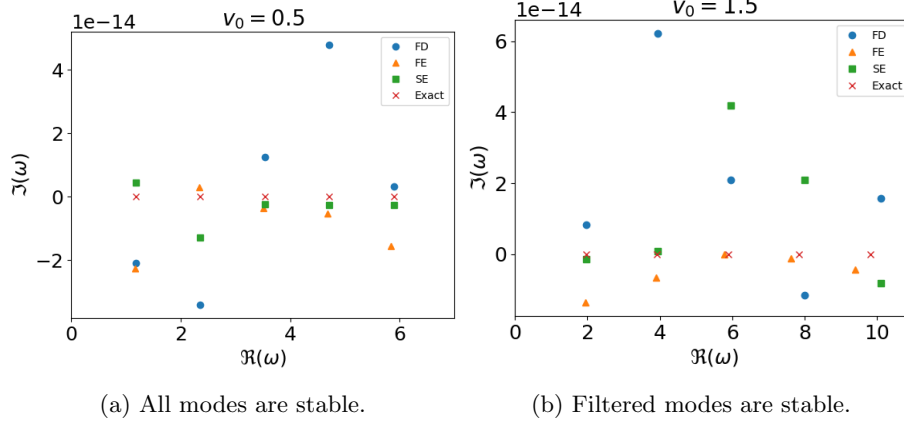 1e−14
v₀ = 0.5
FD
FE
SE
Exact
4
2
0
−2
ℑ(ω)
0 2 4 6
ℜ(ω)
(a) All modes are stable.
1e−14
v₀ = 1.5
FD
FE
SE
Exact
6
4
2
0
ℑ(ω)
0 2 4 6 8 10
ℜ(ω)
(b) Filtered modes are stable.